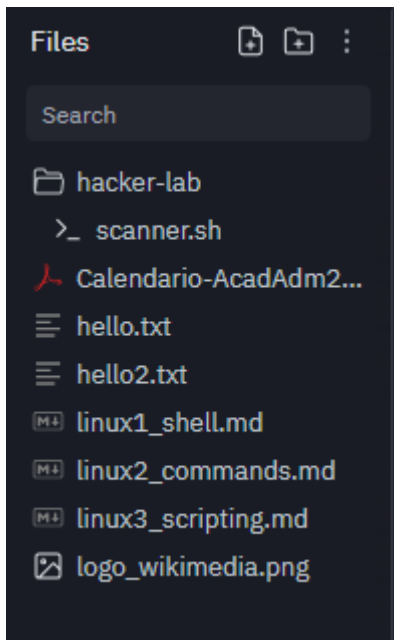 Files
Search
hacker-lab
scanner.sh
Calendario-AcadAdm2...
hello.txt
hello2.txt
M↓ linux1_shell.md
M↓ linux2_commands.md
M↓ linux3_scripting.md
logo_wikimedia.png